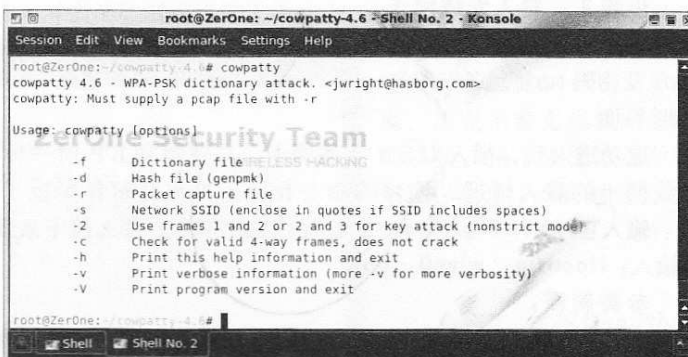 root@ZerOne: ~/cowpatty-4.6 - Shell No. 2 - Konsole
Session Edit View Bookmarks Settings Help
root@ZerOne:~/cowpatty-4.6# cowpatty
cowpatty 4.6 - WPA-PSK dictionary attack. <jwright@hasborg.com>
cowpatty: Must supply a pcap file with -r
Usage: cowpatty [options]
ZerOne Security Team
WIRELESS HACKING
-f Dictionary file
-d Hash file (genpmk)
-r Packet capture file
-s Network SSID (enclose in quotes if SSID includes spaces)
-2 Use frames 1 and 2 or 2 and 3 for key attack (nonstrict mode)
-c Check for valid 4-way frames, does not crack
-h Print this help information and exit
-v Print verbose information (more -v for more verbosity)
-V Print program version and exit
root@ZerOne:~/cowpatty-4.6#
Shell Shell No. 2